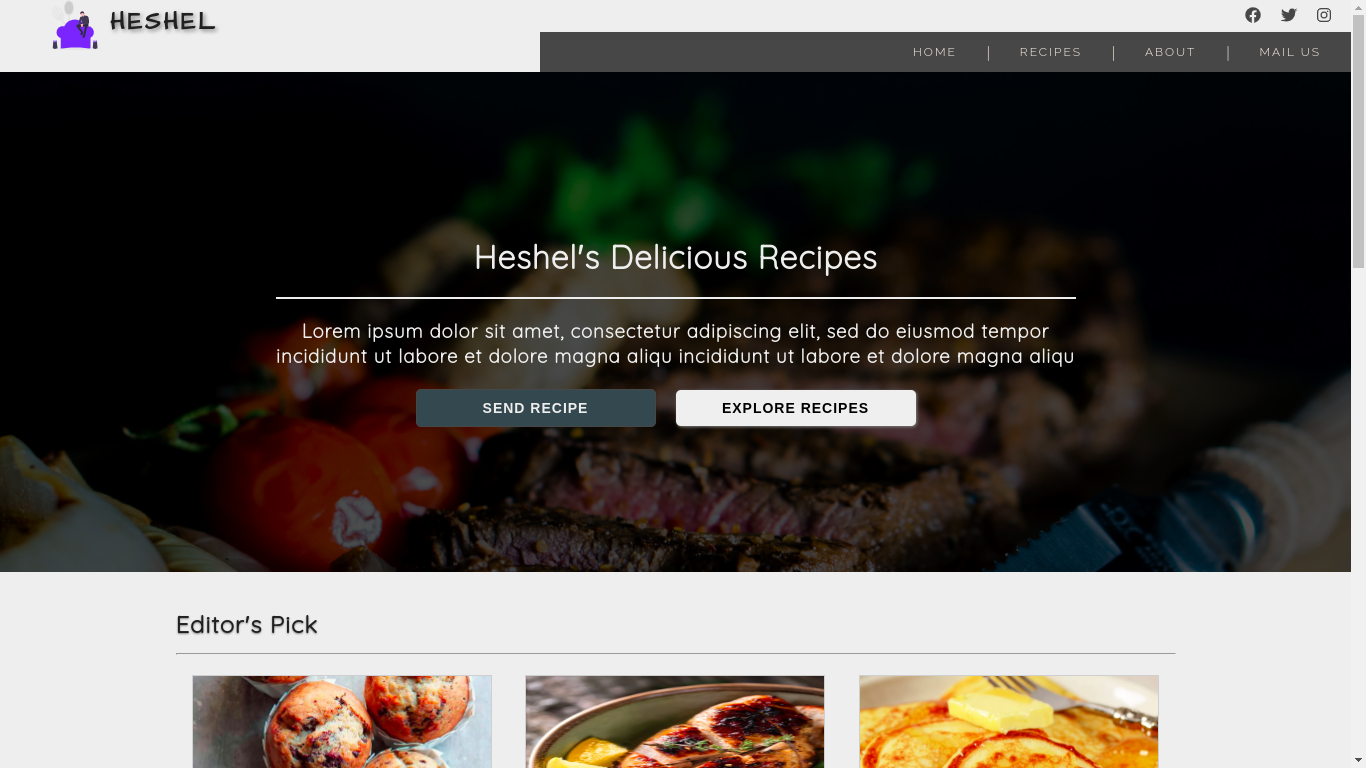 HESHEL
HOME | RECIPES | ABOUT | MAIL US
Heshel's Delicious Recipes
Lorem ipsum dolor sit amet, consectetur adipiscing elit, sed do eiusmod tempor
incididunt ut labore et dolore magna aliqu incididunt ut labore et dolore magna aliqu
SEND RECIPE
EXPLORE RECIPES
Editor's Pick